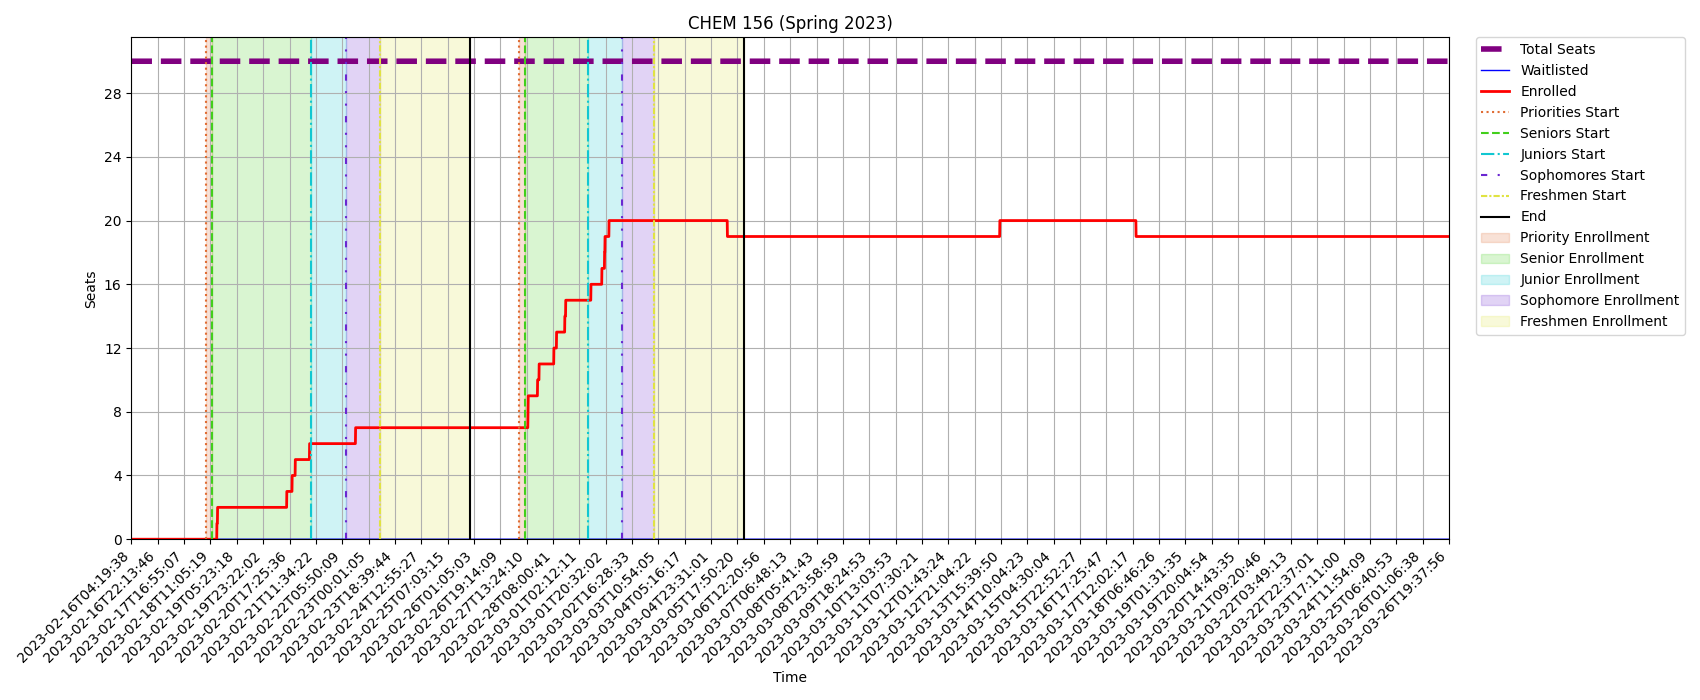 CHEM 156 (Spring 2023)
Seats
28
24
20
16
12
8
4
0
2023-02-16T04:19:38
2023-02-16T22:13:46
2023-02-17T16:55:07
2023-02-18T11:05:19
2023-02-19T05:23:18
2023-02-19T23:22:02
2023-02-20T17:25:36
2023-02-21T11:34:22
2023-02-22T05:50:09
2023-02-23T00:01:05
2023-02-23T18:39:44
2023-02-24T12:55:27
2023-02-25T07:03:15
2023-02-26T01:05:03
2023-02-26T19:14:09
2023-02-27T13:24:10
2023-02-28T08:00:41
2023-03-01T02:12:11
2023-03-01T20:32:02
2023-03-02T16:28:33
2023-03-03T10:54:05
2023-03-04T05:16:17
2023-03-04T23:31:01
2023-03-05T17:50:20
2023-03-06T12:20:56
2023-03-07T06:48:13
2023-03-08T05:41:43
2023-03-08T23:58:59
2023-03-09T18:24:53
2023-03-10T13:03:53
2023-03-11T07:30:21
2023-03-12T01:43:24
2023-03-12T21:04:22
2023-03-13T15:39:50
2023-03-14T10:04:23
2023-03-15T04:30:04
2023-03-15T22:52:27
2023-03-16T17:25:47
2023-03-17T12:02:17
2023-03-18T06:46:26
2023-03-19T01:31:35
2023-03-19T20:04:54
2023-03-20T14:43:35
2023-03-21T09:20:46
2023-03-22T03:49:13
2023-03-22T22:37:01
2023-03-23T17:11:00
2023-03-24T11:54:09
2023-03-25T06:40:53
2023-03-26T01:06:38
2023-03-26T19:37:56
Time
Total Seats
Waitlisted
Enrolled
Priorities Start
Seniors Start
Juniors Start
Sophomores Start
Freshmen Start
End
Priority Enrollment
Senior Enrollment
Junior Enrollment
Sophomore Enrollment
Freshmen Enrollment